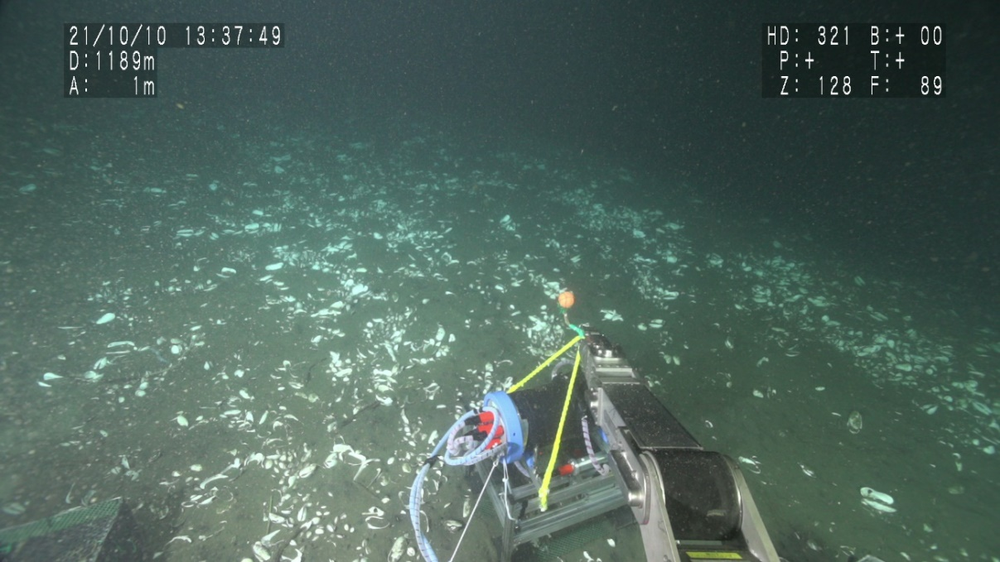 21/10/10 13:37:49
D:1189m
A: 1m
HD: 321 B:+ 00
P:+ T:+
Z: 128 F: 89